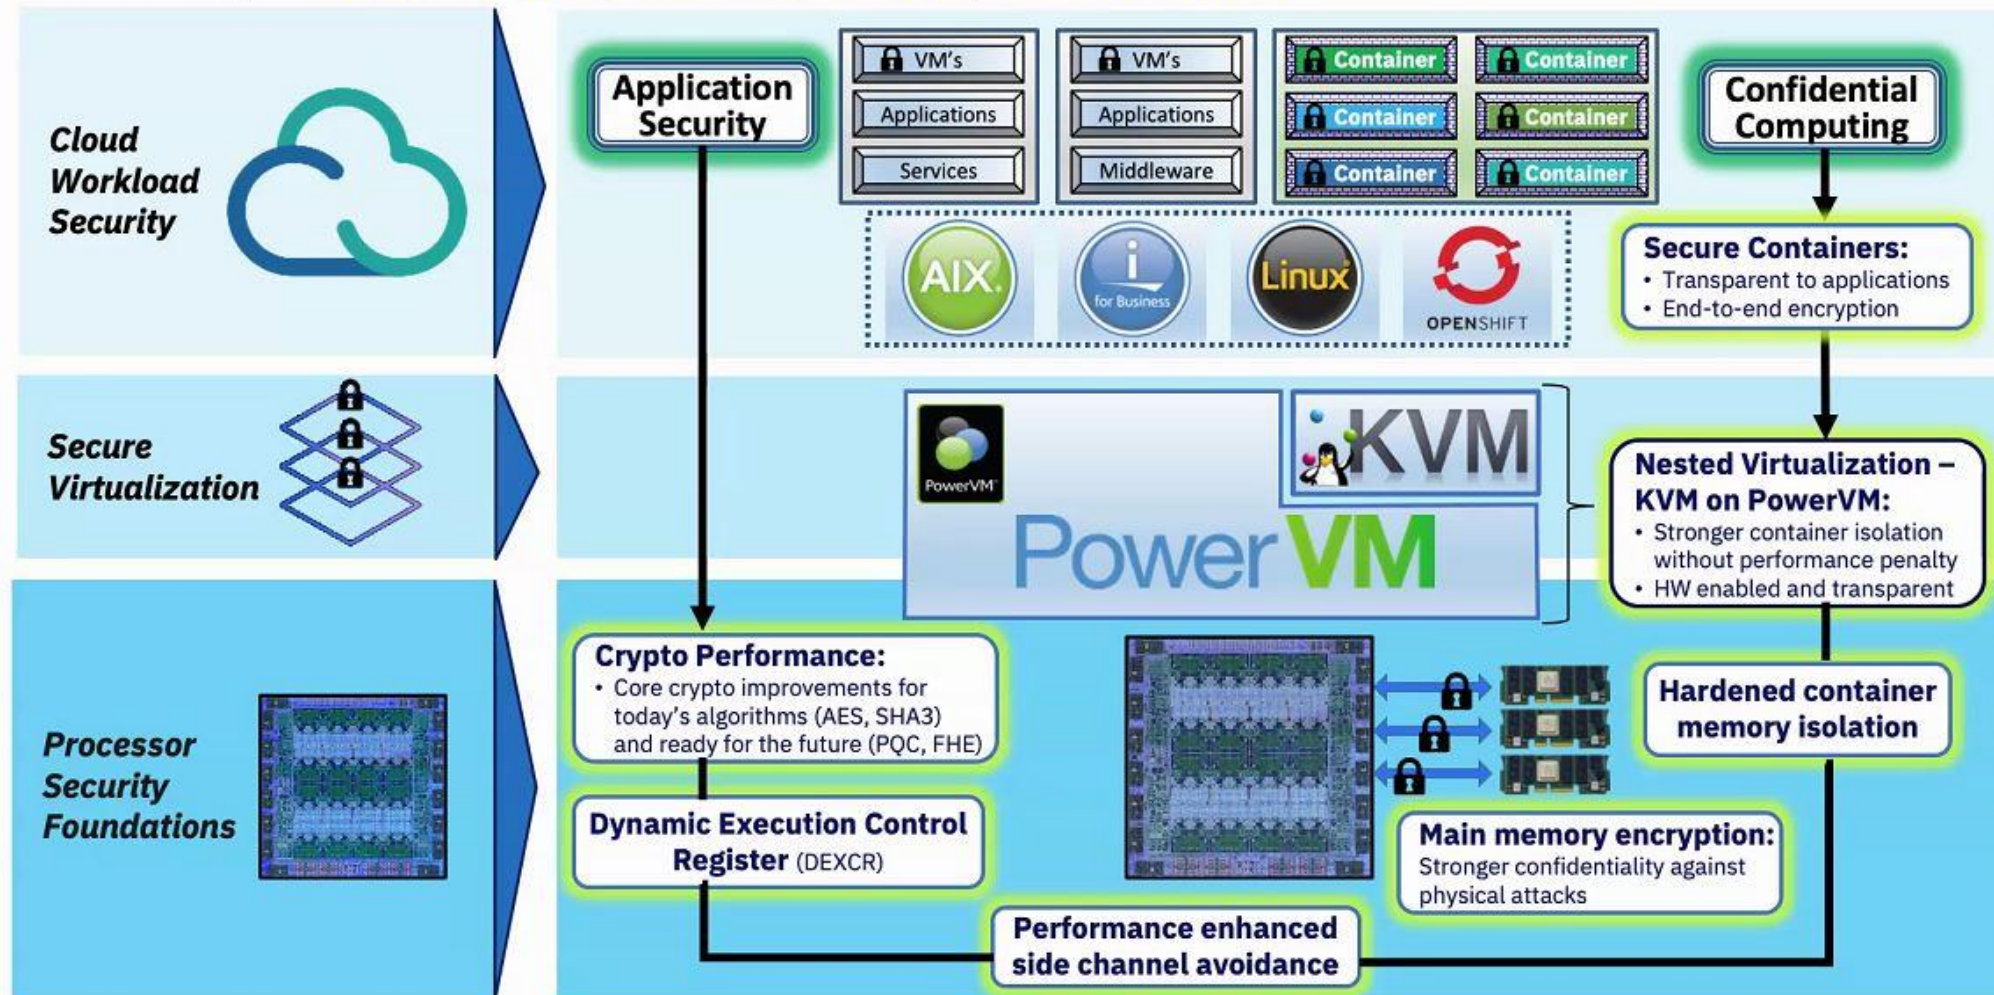 Cloud
Workload
Security
Application
Security
VM's
Applications
Services
VM's
Applications
Middleware
Container
Container
Container
Container
Container
Container
Confidential
Computing
AIX®
i
for Business
Linux
OPENSHIFT
Secure Containers:
• Transparent to applications
• End-to-end encryption
Secure
Virtualization
PowerVM™
KVM
PowerVM
Nested Virtualization –
KVM on PowerVM:
• Stronger container isolation
without performance penalty
• HW enabled and transparent
Processor
Security
Foundations
Crypto Performance:
• Core crypto improvements for
today's algorithms (AES, SHA3)
and ready for the future (PQC, FHE)
Dynamic Execution Control
Register (DEXCR)
Hardened container
memory isolation
Main memory encryption:
Stronger confidentiality against
physical attacks
Performance enhanced
side channel avoidance